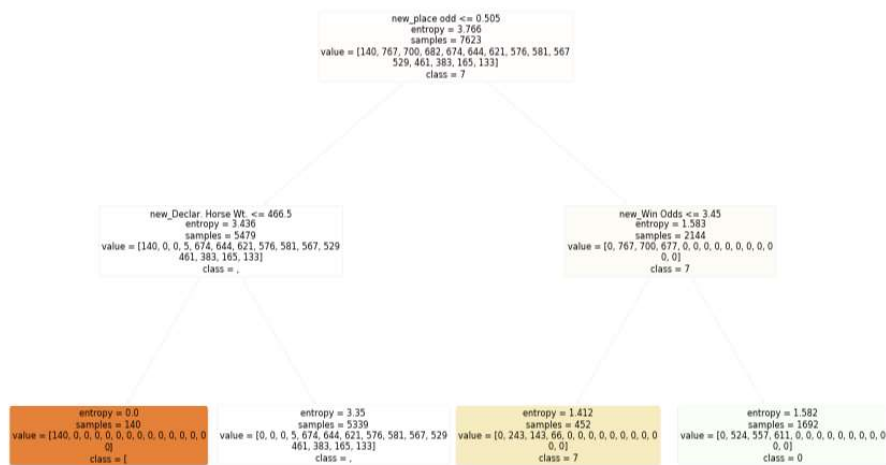 new_place odd <= 0.505
entropy = 3.766
samples = 7623
value = [140, 767, 700, 682, 674, 644, 621, 576, 581, 567
529, 461, 383, 165, 133]
class = 7
new_Declar. Horse Wt. <= 466.5
entropy = 3.436
samples = 5479
value = [140, 0, 0, 5, 674, 644, 621, 576, 581, 567, 529
461, 383, 165, 133]
class = ,
new_Win Odds <= 3.45
entropy = 1.583
samples = 2144
value = [0, 767, 700, 677, 0, 0, 0, 0, 0, 0, 0, 0, 0
0, 0]
class = 7
entropy = 0.0
samples = 140
value = [140, 0, 0, 0, 0, 0, 0, 0, 0, 0, 0, 0, 0, 0
0]
class = [
entropy = 3.35
samples = 5339
value = [0, 0, 0, 5, 674, 644, 621, 576, 581, 567, 529
461, 383, 165, 133]
class = ,
entropy = 1.412
samples = 452
value = [0, 243, 143, 66, 0, 0, 0, 0, 0, 0, 0, 0, 0
0, 0]
class = 7
entropy = 1.582
samples = 1692
value = [0, 524, 557, 611, 0, 0, 0, 0, 0, 0, 0, 0, 0
0, 0]
class = 0